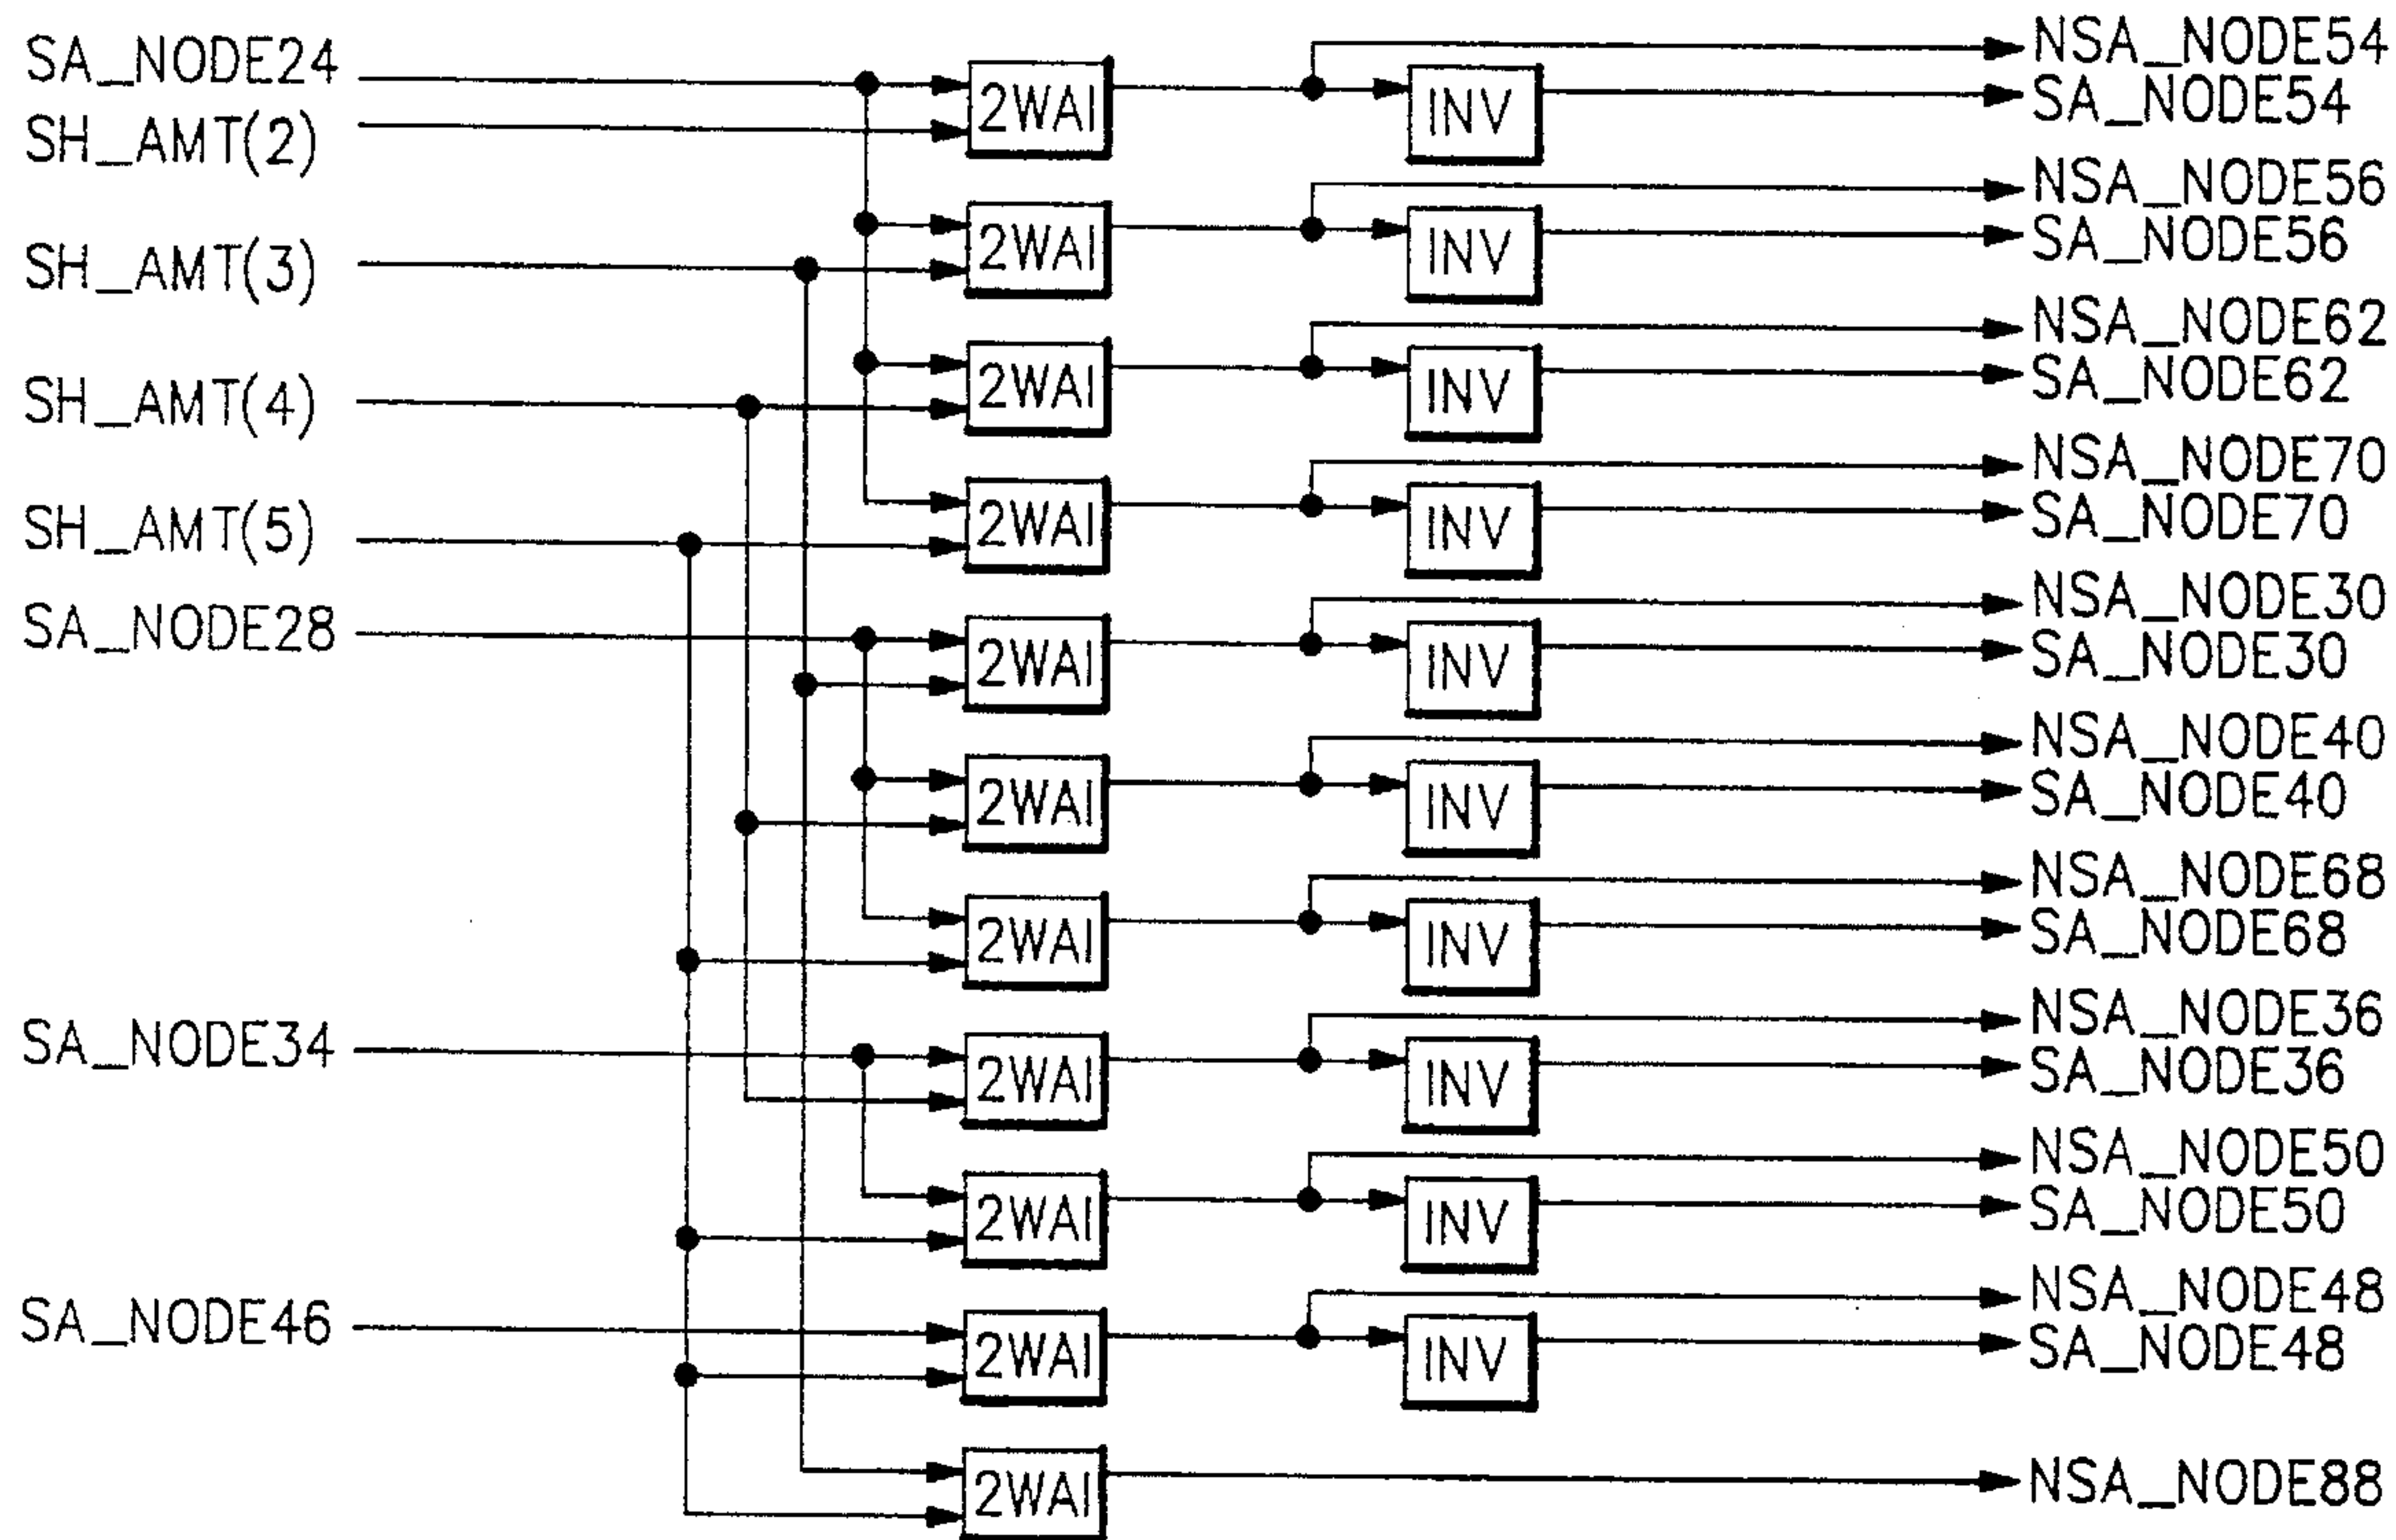 SA_NODE24 2WAI NSA_NODE54
SH_AMT(2) INV SA_NODE54
2WAI NSA_NODE56
SH_AMT(3) INV SA_NODE56
2WAI NSA_NODE62
SH_AMT(4) INV SA_NODE62
2WAI NSA_NODE70
SH_AMT(5) INV SA_NODE70
2WAI NSA_NODE30
SA_NODE28 INV SA_NODE30
2WAI NSA_NODE40
INV SA_NODE40
2WAI NSA_NODE68
INV SA_NODE68
2WAI NSA_NODE36
SA_NODE34 INV SA_NODE36
2WAI NSA_NODE50
INV SA_NODE50
2WAI NSA_NODE48
SA_NODE46 INV SA_NODE48
2WAI NSA_NODE88